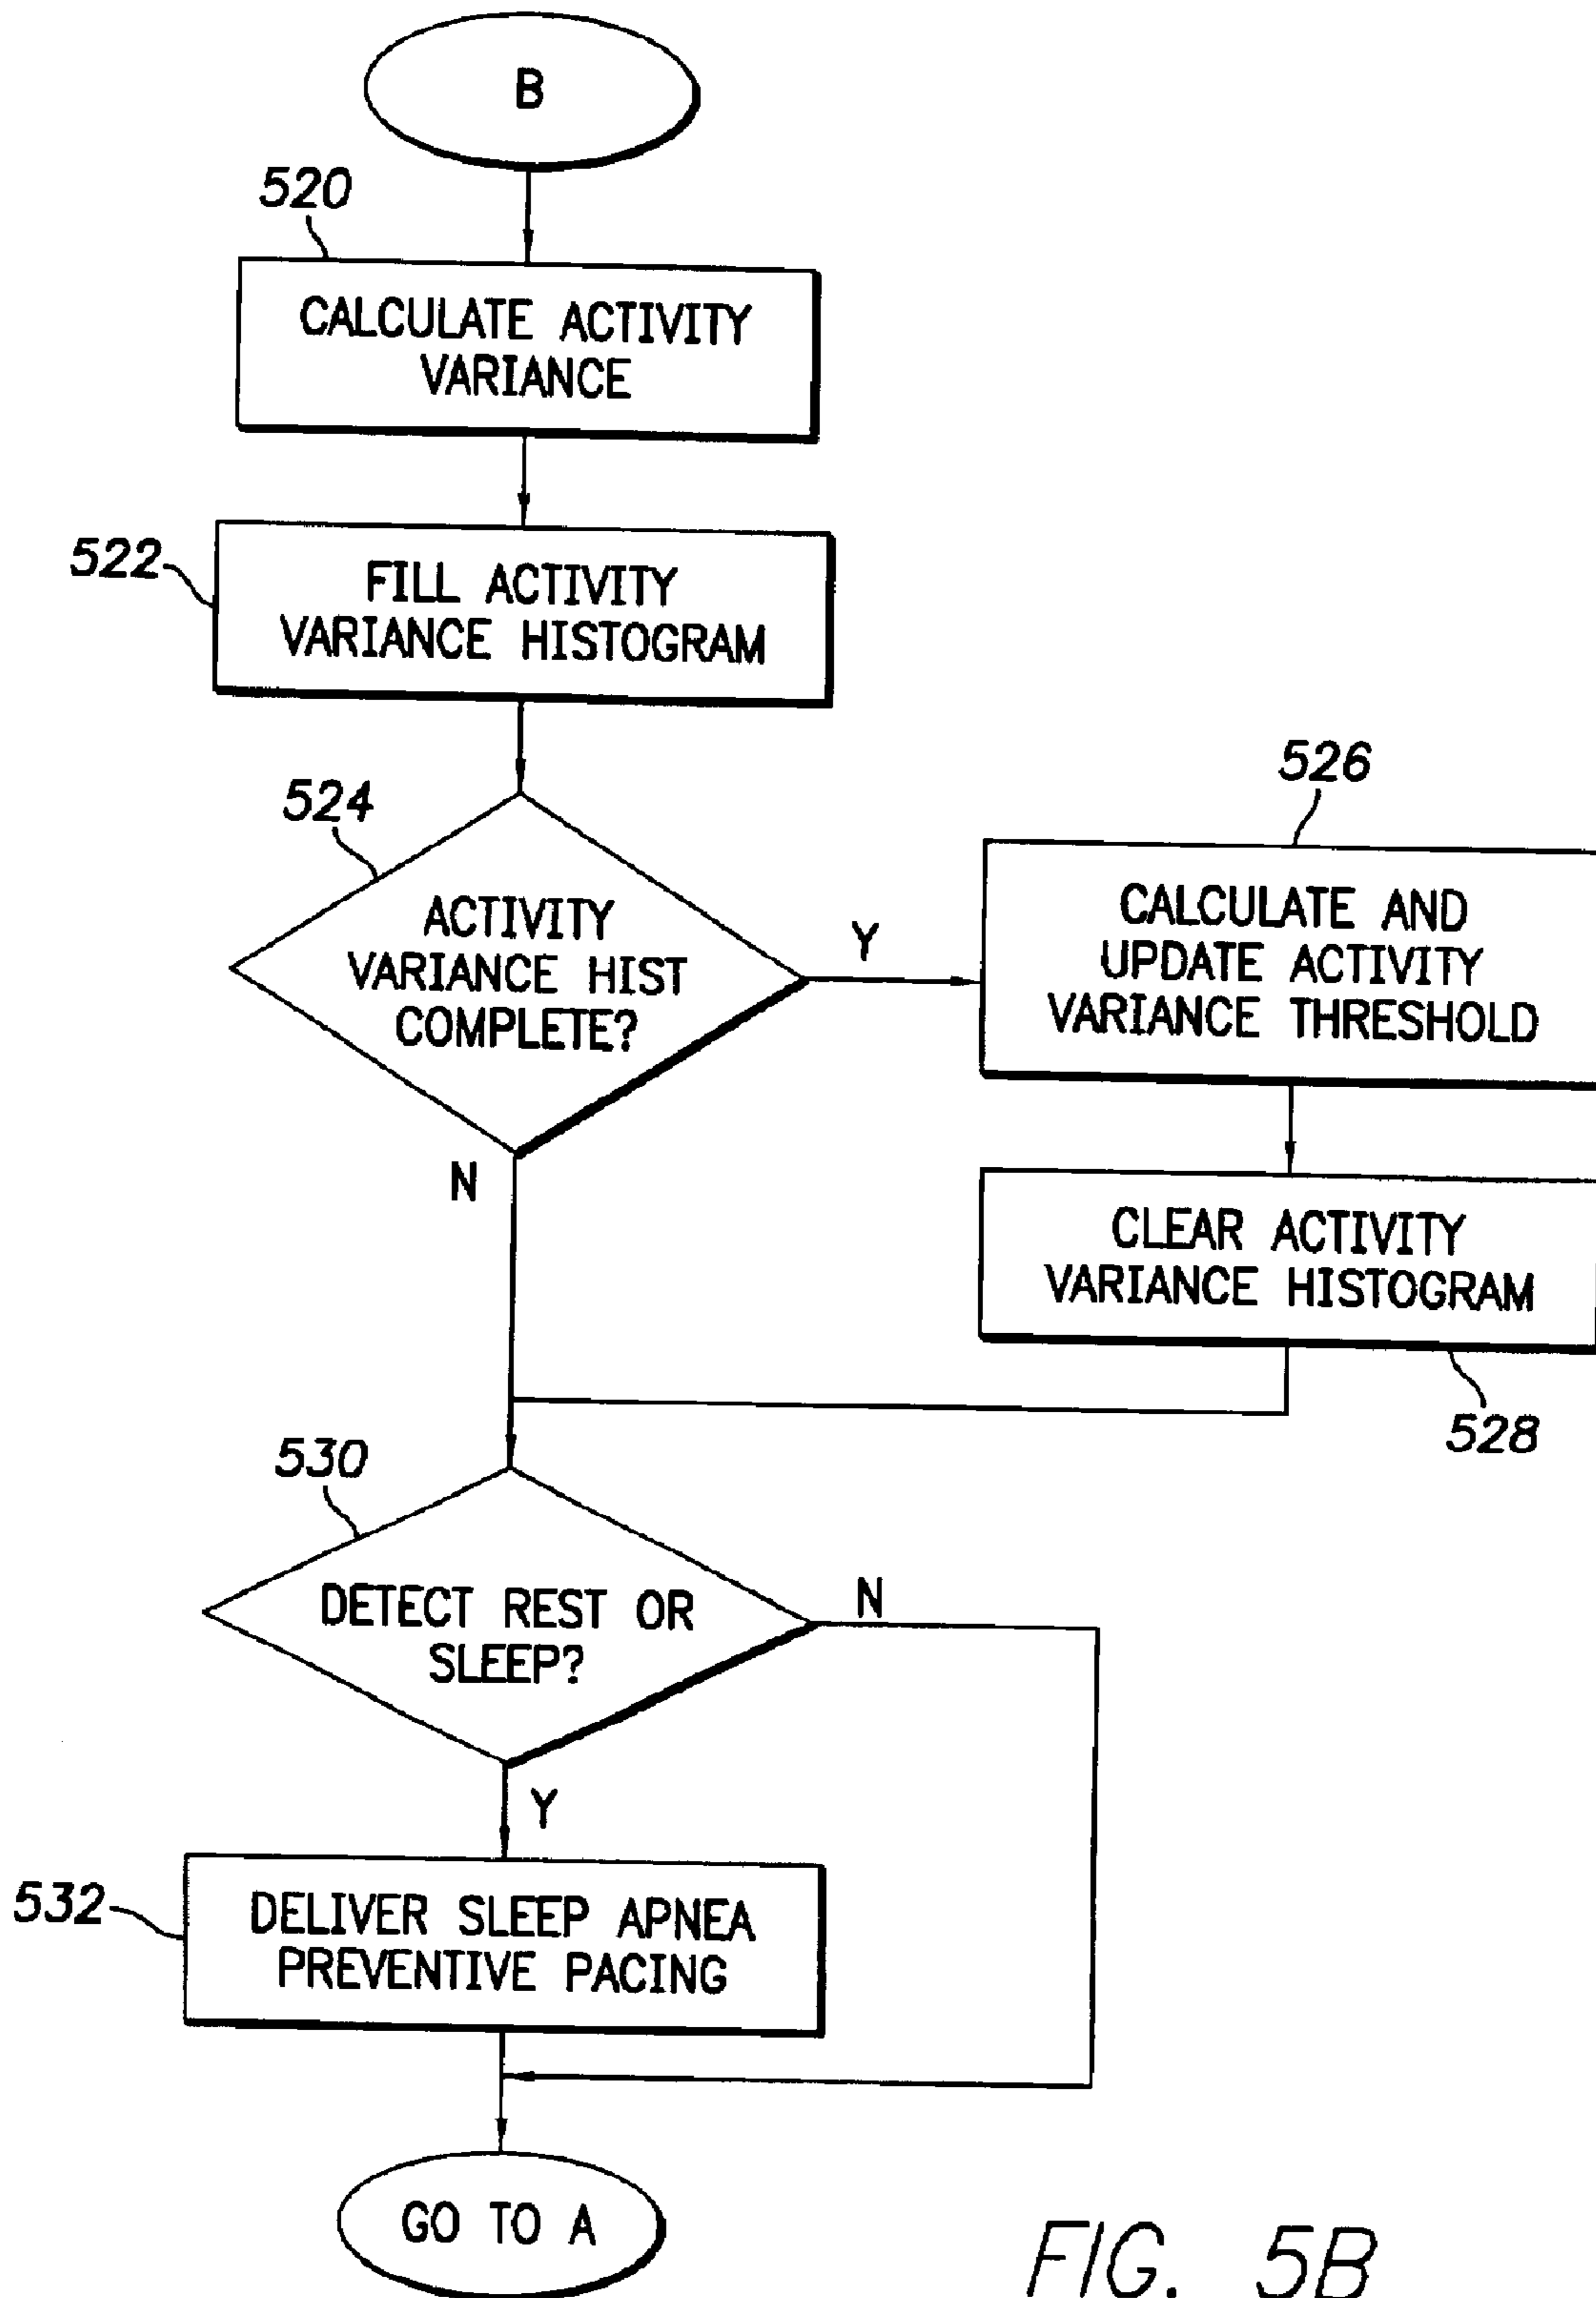 B
520
CALCULATE ACTIVITY
VARIANCE
522
FILL ACTIVITY
VARIANCE HISTOGRAM
524
ACTIVITY
VARIANCE HIST
COMPLETE?
Y
N
526
CALCULATE AND
UPDATE ACTIVITY
VARIANCE THRESHOLD
CLEAR ACTIVITY
VARIANCE HISTOGRAM
528
530
DETECT REST OR
SLEEP?
N
Y
532
DELIVER SLEEP APNEA
PREVENTIVE PACING
GO TO A
FIG. 5B